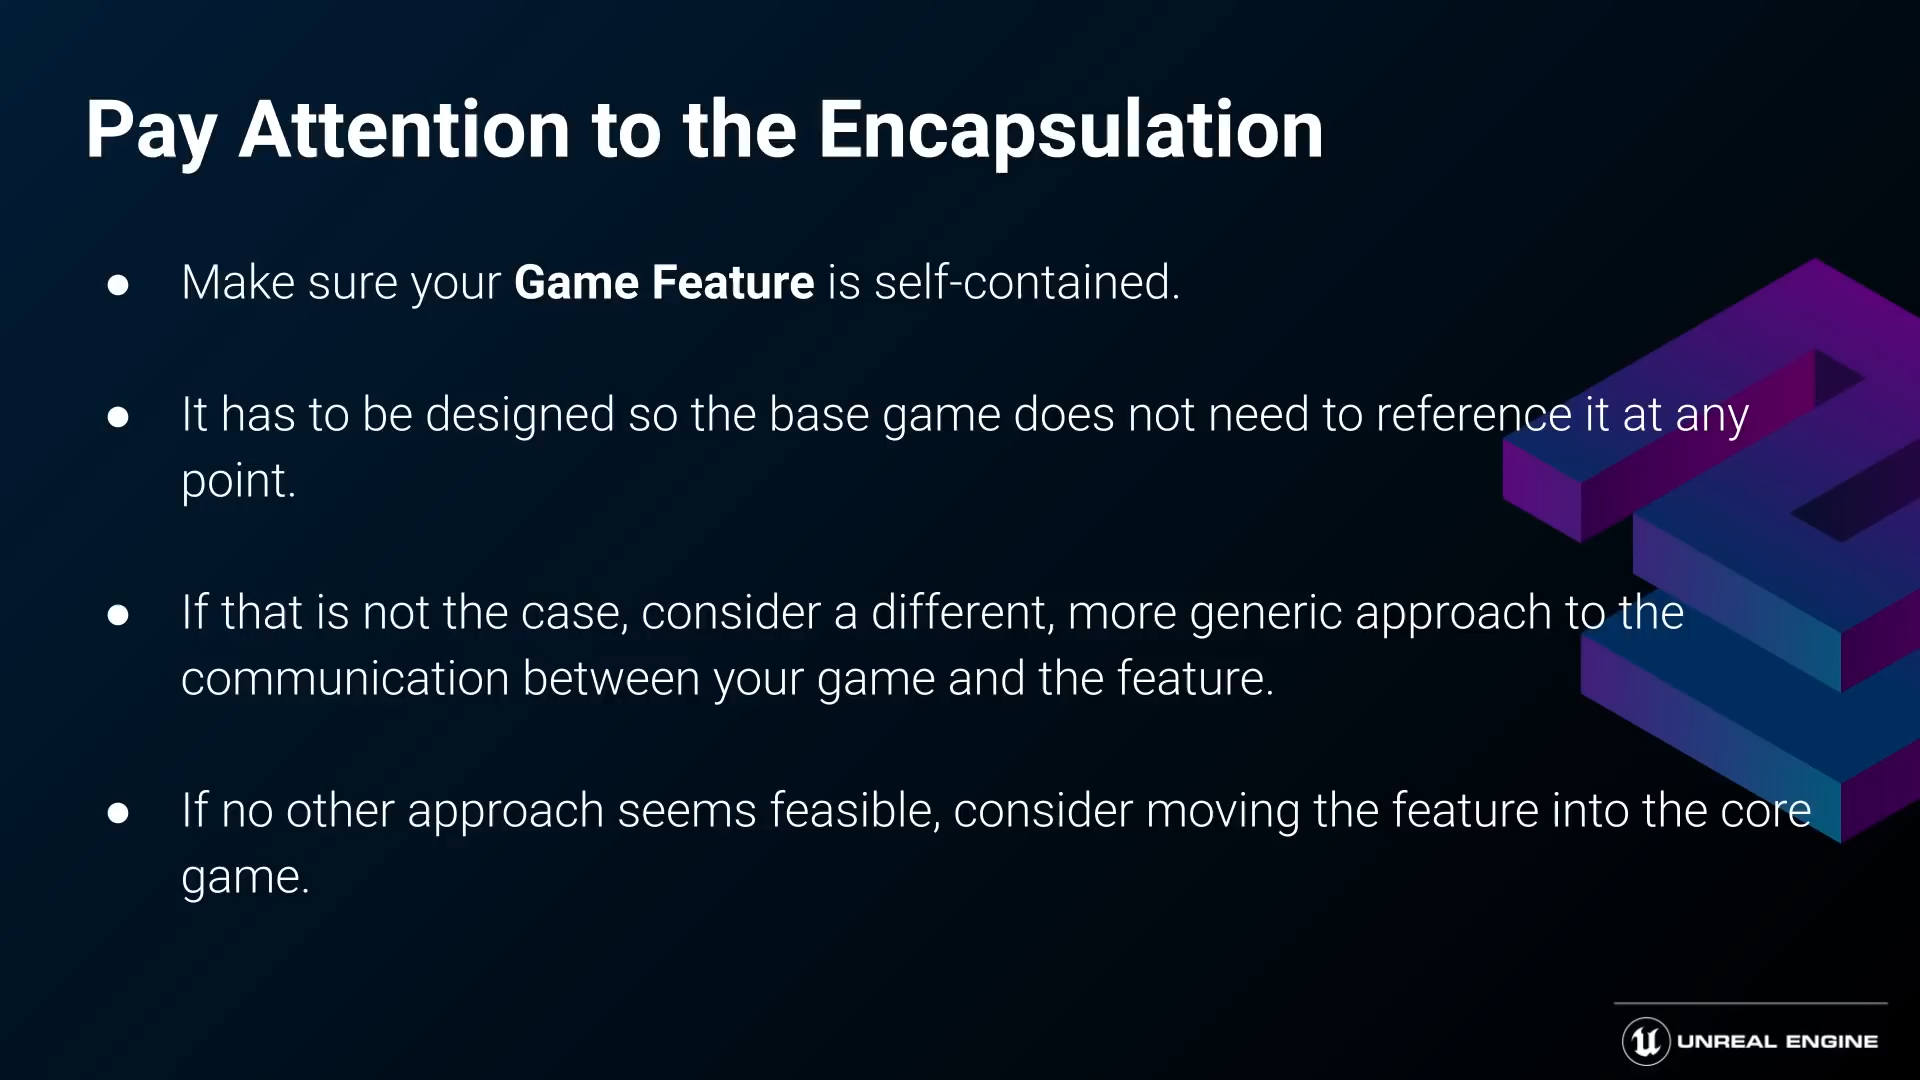 Pay Attention to the Encapsulation
● Make sure your Game Feature is self-contained.
● It has to be designed so the base game does not need to reference it at any
point.
● If that is not the case, consider a different, more generic approach to the
communication between your game and the feature.
● If no other approach seems feasible, consider moving the feature into the core
game.
UNREAL ENGINE